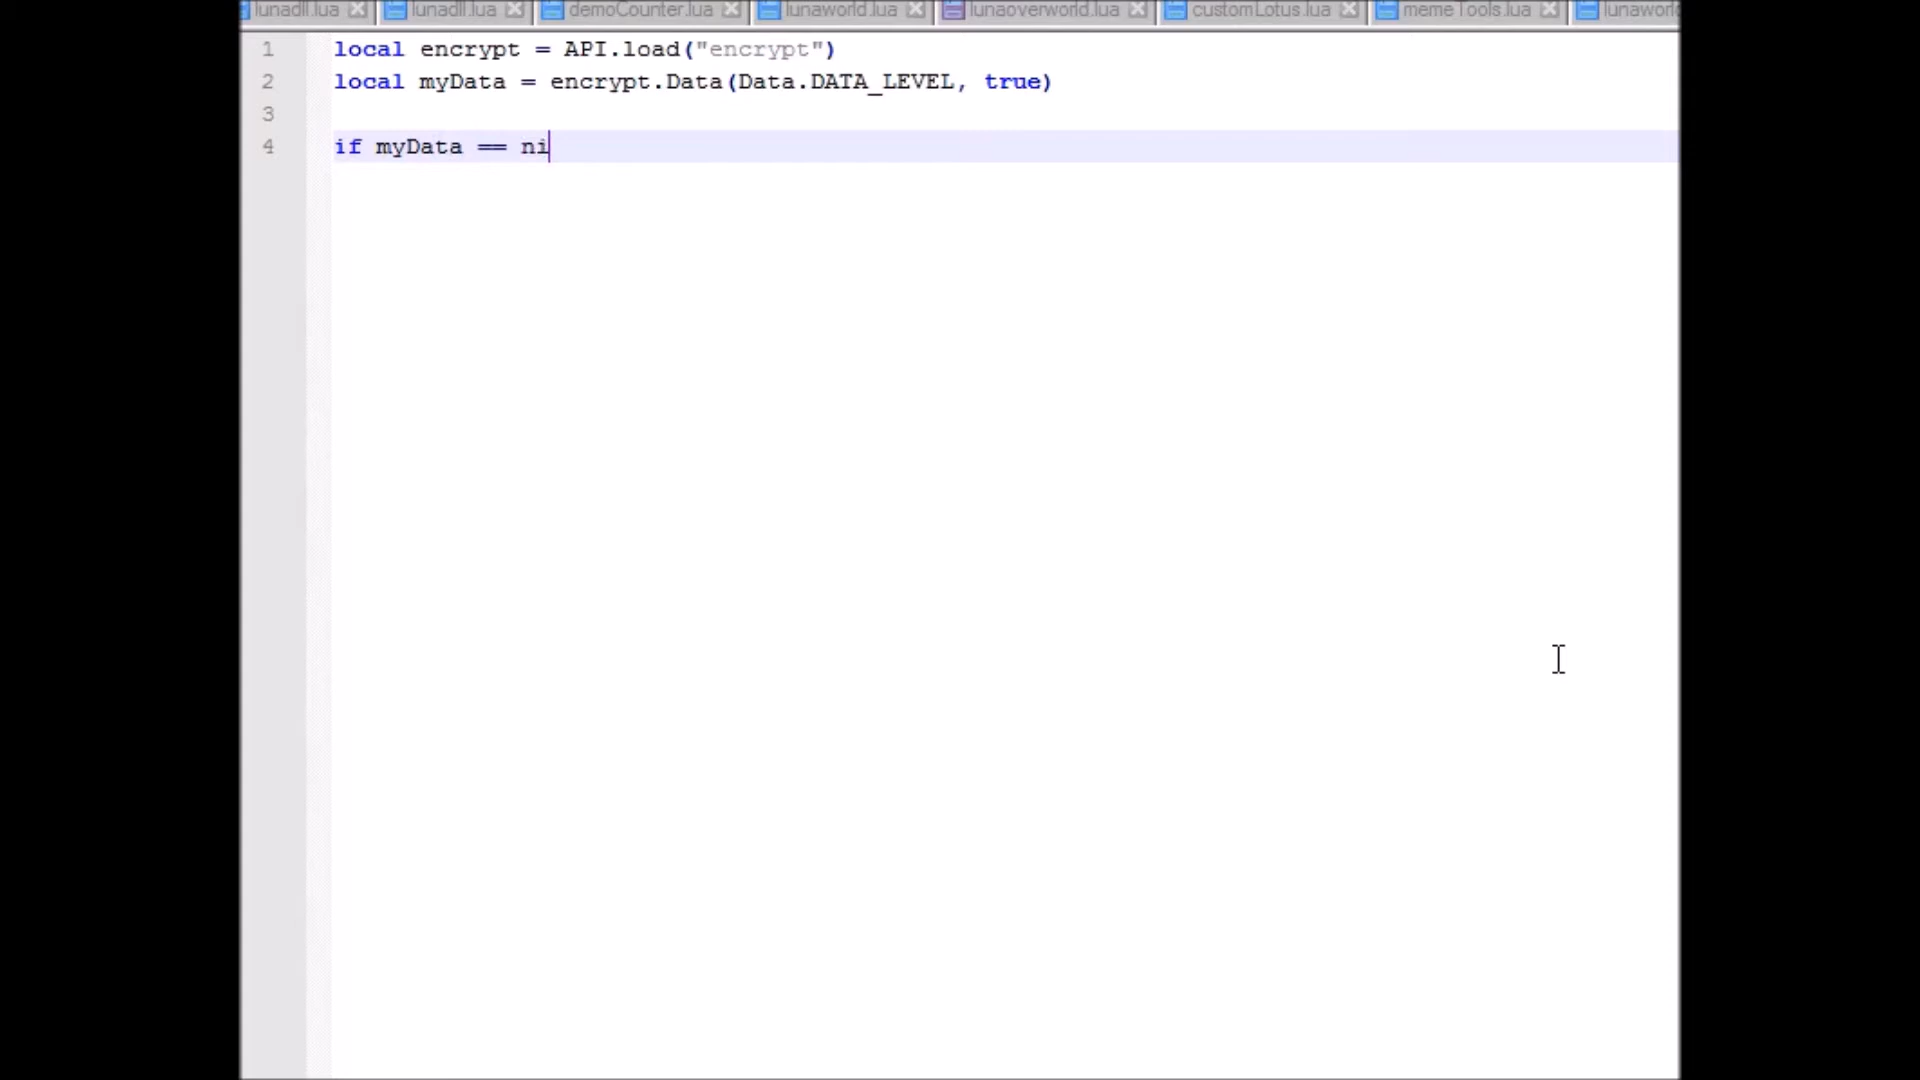 lunadll.lua lunadll.lua demoCounter.lua lunaworld.lua lunaoverworld.lua customLotus.lua memeTools.lua lunaworld
1 local encrypt = API.load("encrypt")
2 local myData = encrypt.Data(Data.DATA_LEVEL, true)
3
4 if myData == ni